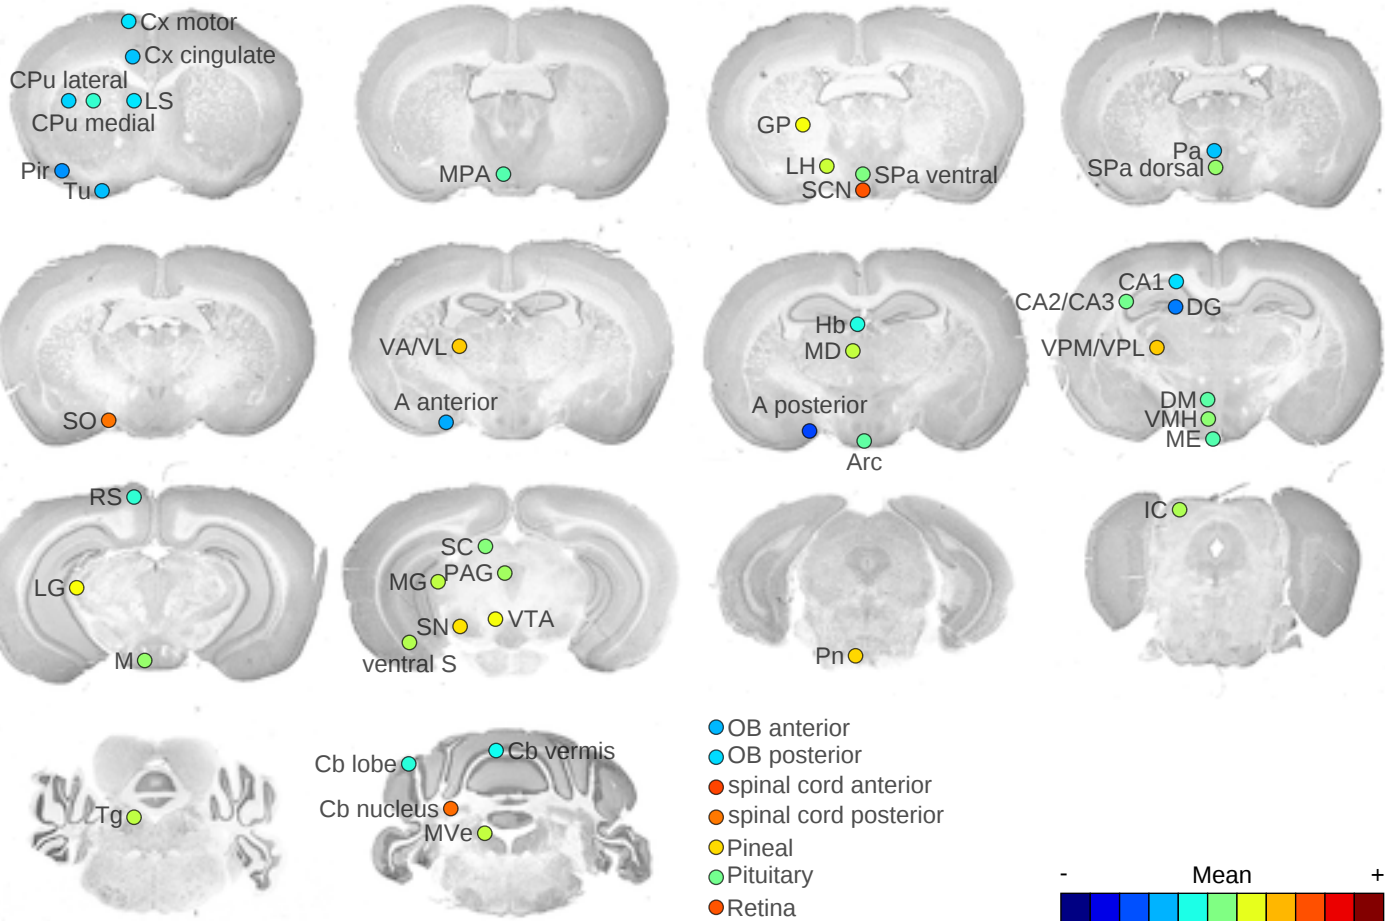 Cx motor
Cx cingulate
CPu lateral
LS
CPu medial
Pir
Tu
MPA
GP
LH
SPa ventral
SCN
Pa
SPa dorsal
SO
VA/VL
A anterior
Hb
MD
A posterior
Arc
CA1
CA2/CA3
DG
VPM/VPL
DM
VMH
ME
RS
LG
M
SC
PAG
MG
SN
VTA
ventral S
Pn
IC
Tg
Cb lobe
Cb vermis
Cb nucleus
MVe
OB anterior
OB posterior
spinal cord anterior
spinal cord posterior
Pineal
Pituitary
Retina
- Mean +